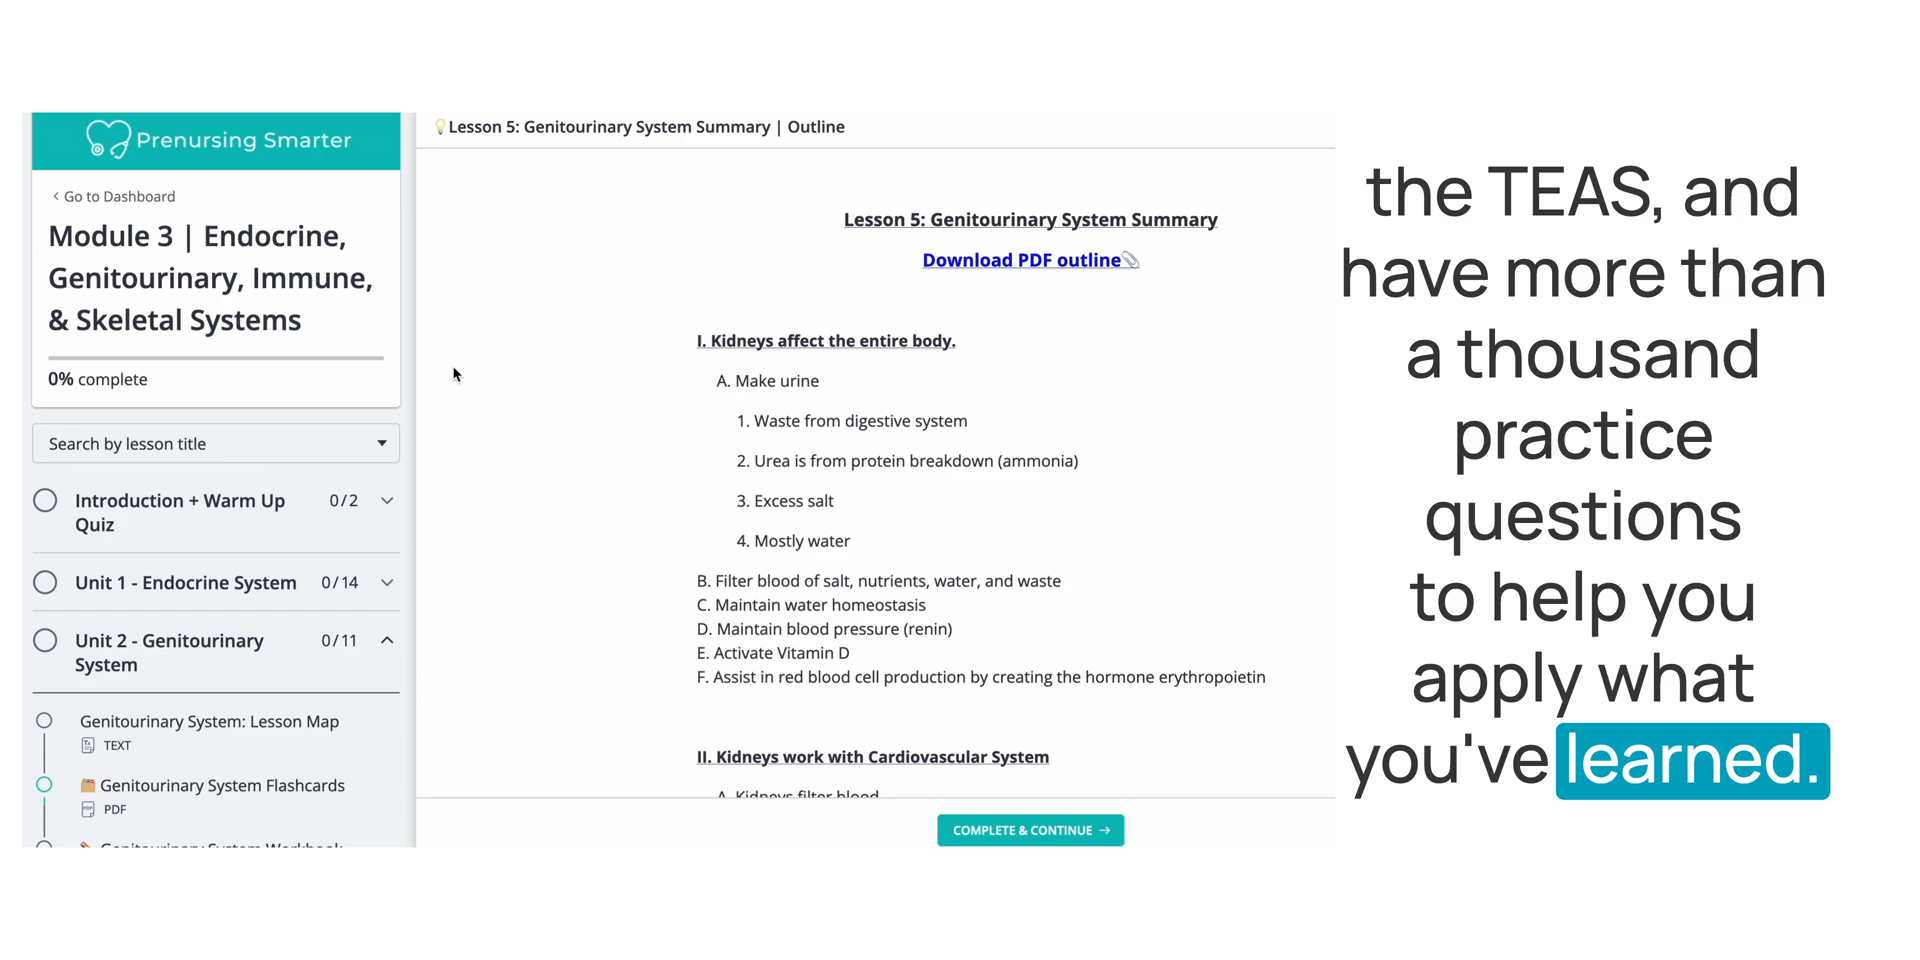 Prenursing Smarter
Go to Dashboard
Module 3 | Endocrine,
Genitourinary, Immune,
& Skeletal Systems
0% complete
Search by lesson title
Introduction + Warm Up
Quiz
0/2
Unit 1 - Endocrine System 0/14
Unit 2 - Genitourinary
System
0/11
Genitourinary System: Lesson Map
TEXT
Genitourinary System Flashcards
PDF
Genitourinary System Workbook
Lesson 5: Genitourinary System Summary | Outline
Lesson 5: Genitourinary System Summary
Download PDF outline
I. Kidneys affect the entire body.
A. Make urine
1. Waste from digestive system
2. Urea is from protein breakdown (ammonia)
3. Excess salt
4. Mostly water
B. Filter blood of salt, nutrients, water, and waste
C. Maintain water homeostasis
D. Maintain blood pressure (renin)
E. Activate Vitamin D
F. Assist in red blood cell production by creating the hormone erythropoietin
II. Kidneys work with Cardiovascular System
A. Kidneys filter blood
COMPLETE & CONTINUE →
the TEAS, and
have more than
a thousand
practice
questions
to help you
apply what
you've learned.